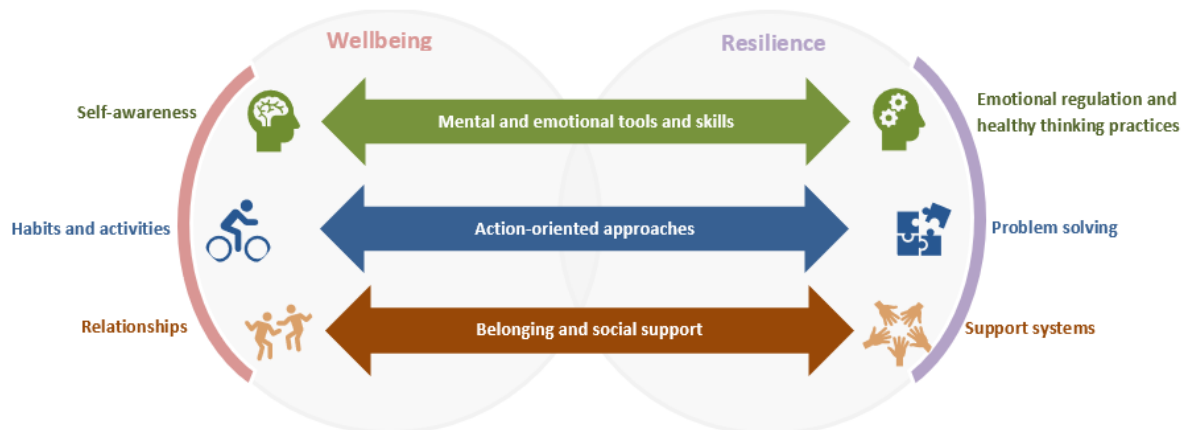 Wellbeing
Resilience
Self-awareness
Mental and emotional tools and skills
Emotional regulation and
healthy thinking practices
Habits and activities
Action-oriented approaches
Problem solving
Relationships
Belonging and social support
Support systems